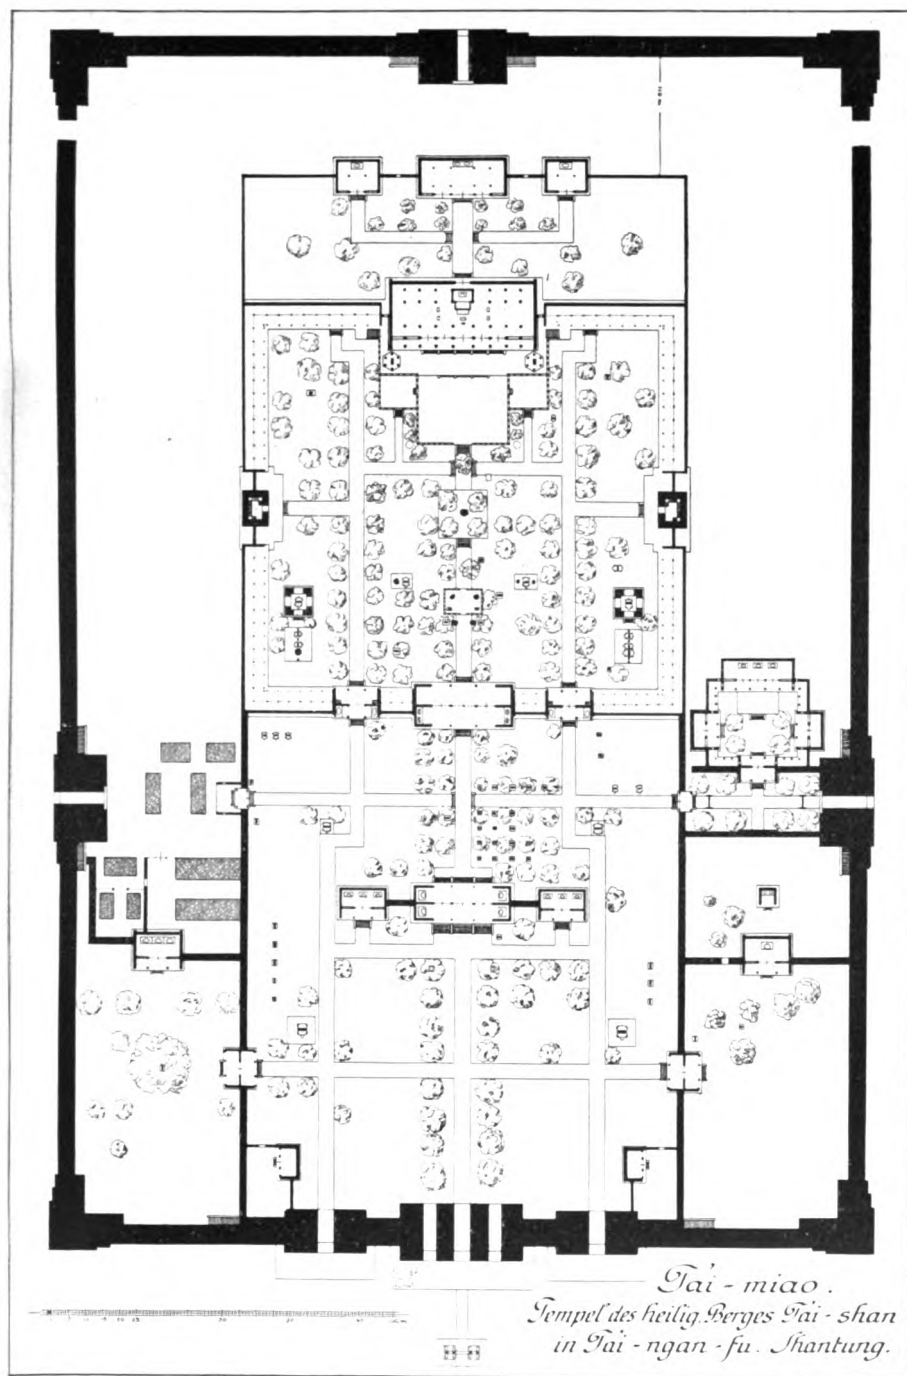 Tai - miao.
Tempel des heilig. Berges Tai - shan
in Tai - ngan - fu. Shantung.